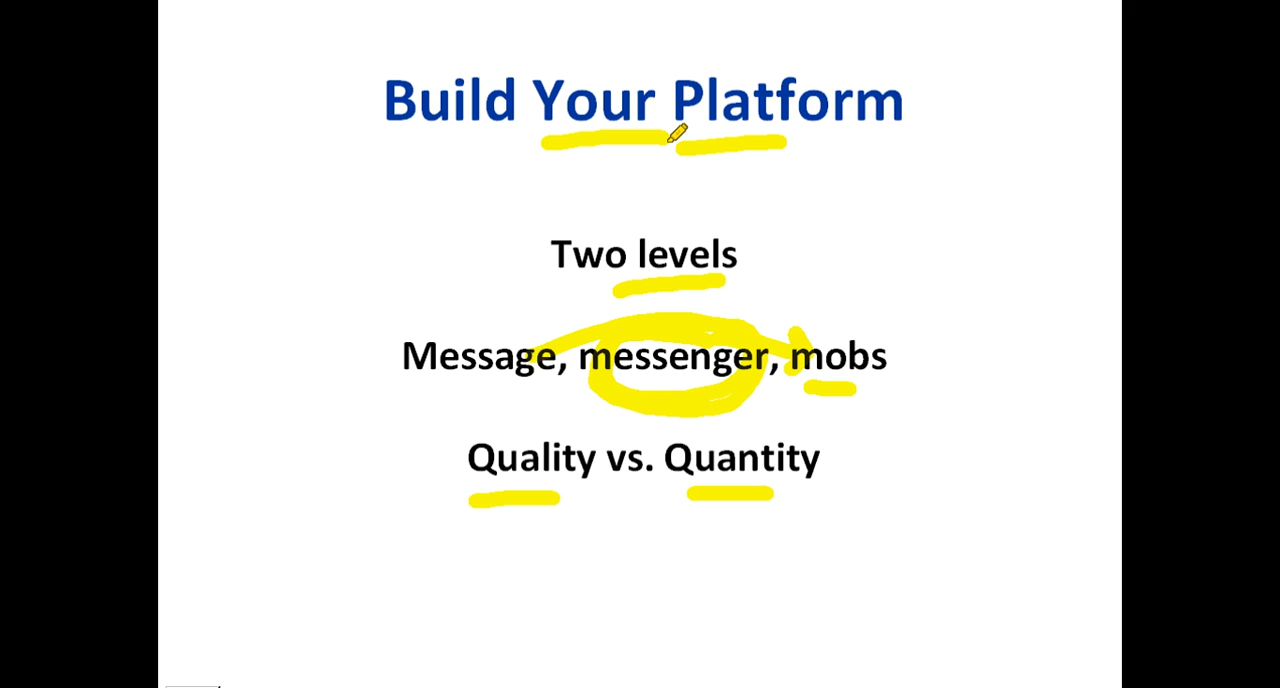 Build Your Platform
Two levels
Message, messenger, mobs
Quality vs. Quantity